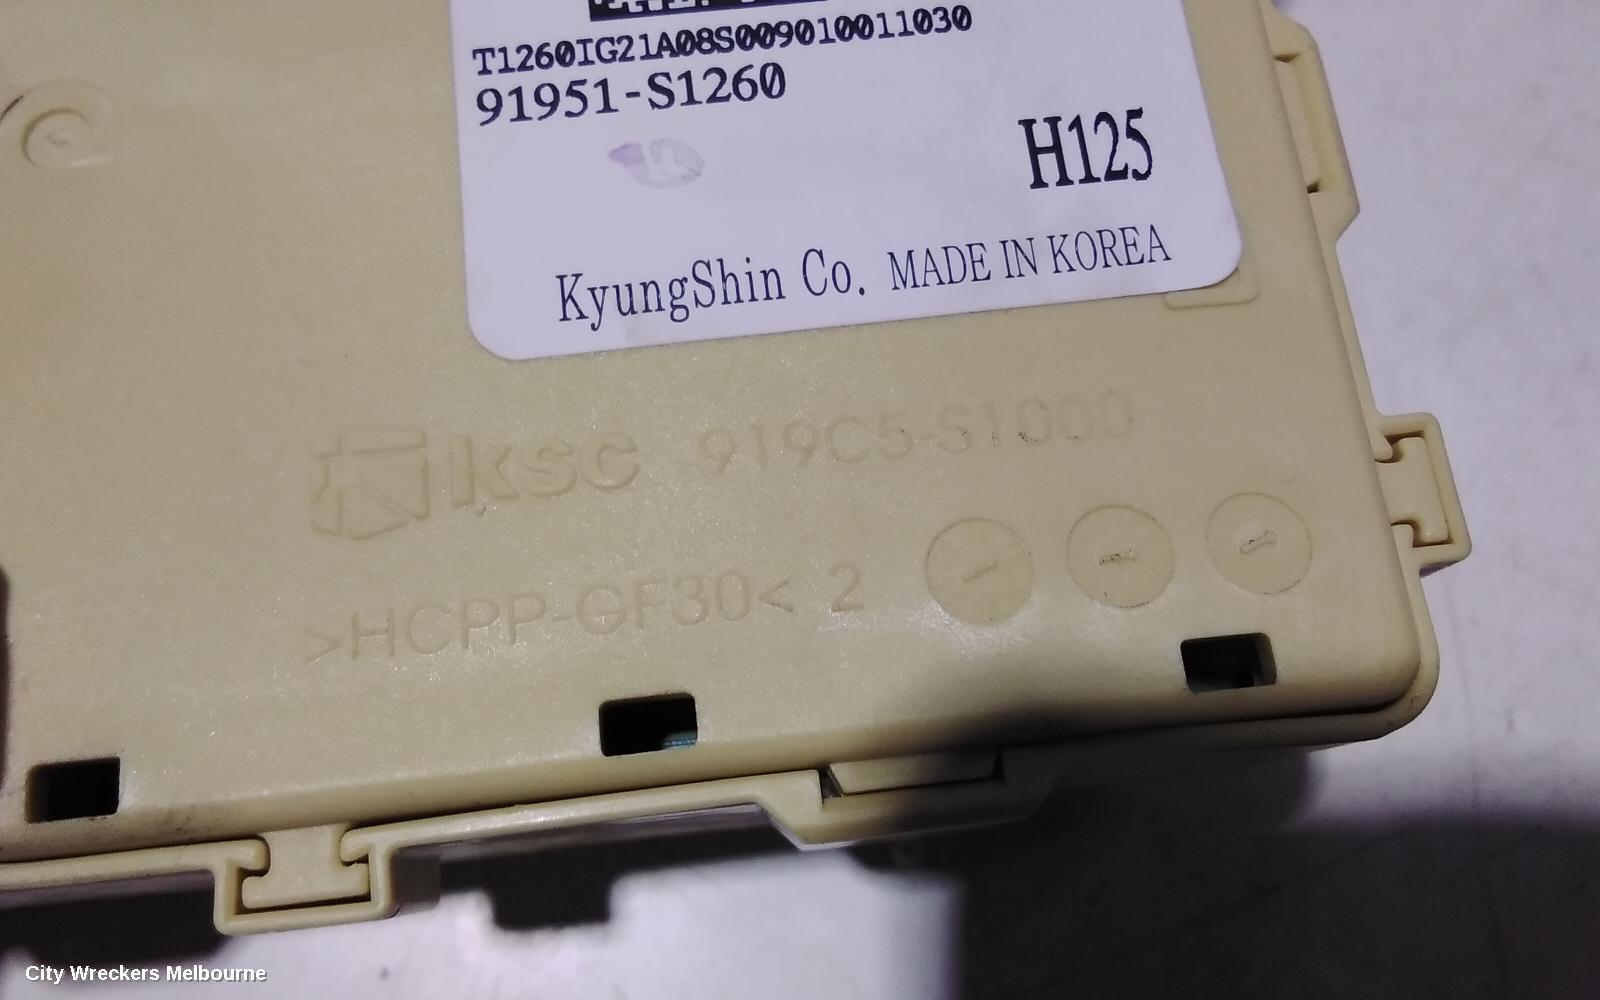 T1260IG21A08S009010011030
91951-S1260
H125
KyungShin Co. MADE IN KOREA
KSC 919C5-S1000
>HCPP-GF30< 2
City Wreckers Melbourne